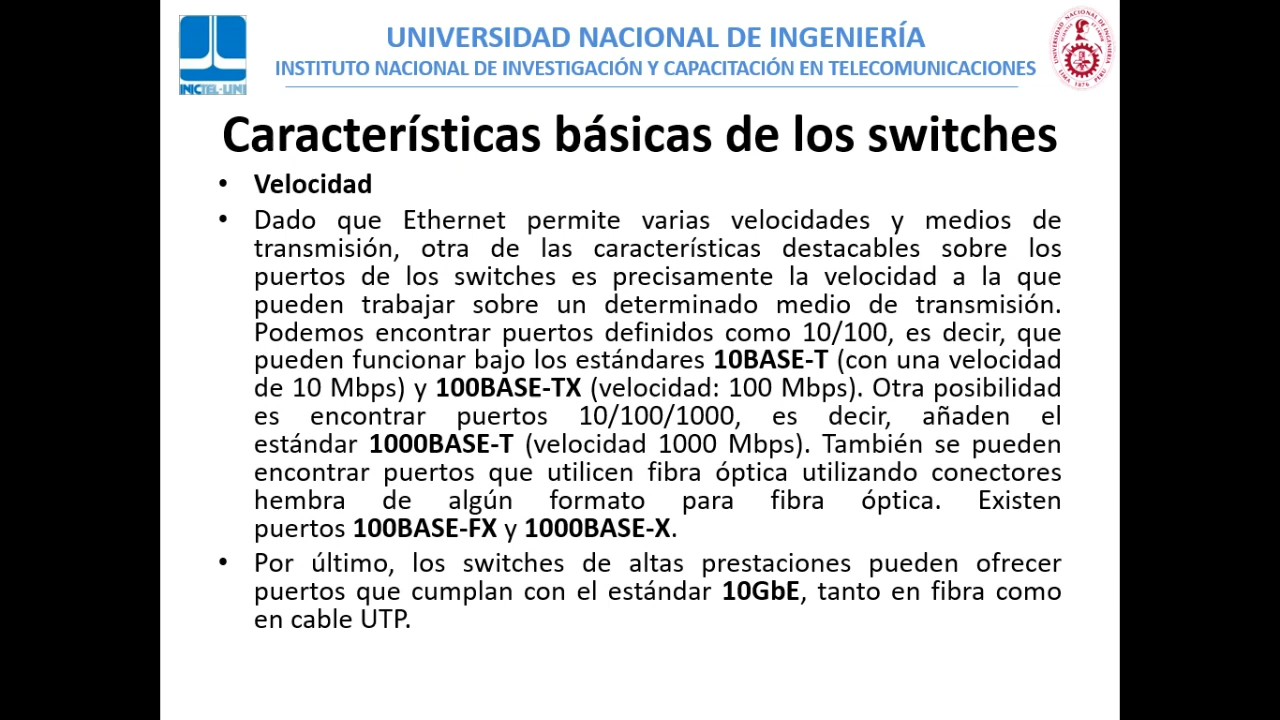 UNIVERSIDAD NACIONAL DE INGENIERÍA
INSTITUTO NACIONAL DE INVESTIGACIÓN Y CAPACITACIÓN EN TELECOMUNICACIONES
INICTEL-UNI
UNIVERSIDAD NACIONAL DE INGENIERIA
LIMA 1876 PERU
Características básicas de los switches
• Velocidad
• Dado que Ethernet permite varias velocidades y medios de
transmisión, otra de las características destacables sobre los
puertos de los switches es precisamente la velocidad a la que
pueden trabajar sobre un determinado medio de transmisión.
Podemos encontrar puertos definidos como 10/100, es decir, que
pueden funcionar bajo los estándares 10BASE-T (con una velocidad
de 10 Mbps) y 100BASE-TX (velocidad: 100 Mbps). Otra posibilidad
es encontrar puertos 10/100/1000, es decir, añaden el
estándar 1000BASE-T (velocidad 1000 Mbps). También se pueden
encontrar puertos que utilicen fibra óptica utilizando conectores
hembra de algún formato para fibra óptica. Existen
puertos 100BASE-FX y 1000BASE-X.
• Por último, los switches de altas prestaciones pueden ofrecer
puertos que cumplan con el estándar 10GbE, tanto en fibra como
en cable UTP.